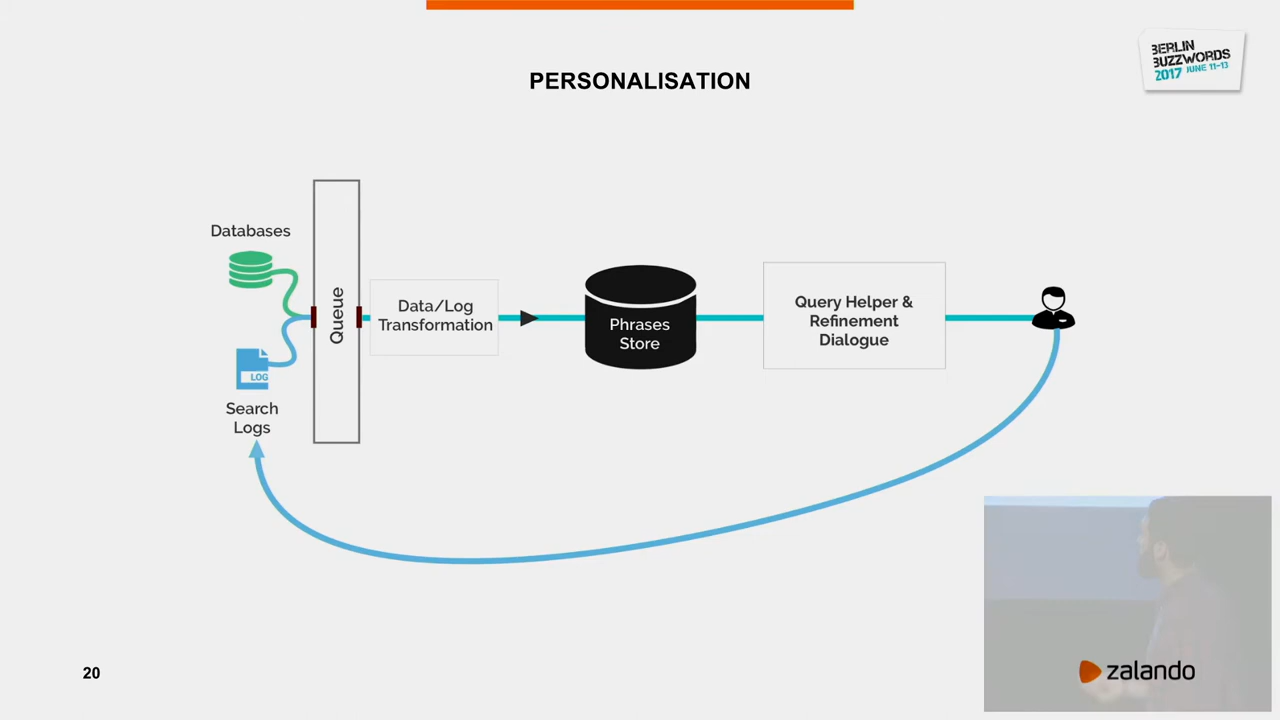 BERLIN
BUZZWORDS
2017 JUNE 11-13
PERSONALISATION
Databases
Queue
Data/Log
Transformation
Phrases
Store
Query Helper &
Refinement
Dialogue
LOG
Search
Logs
20
zalando